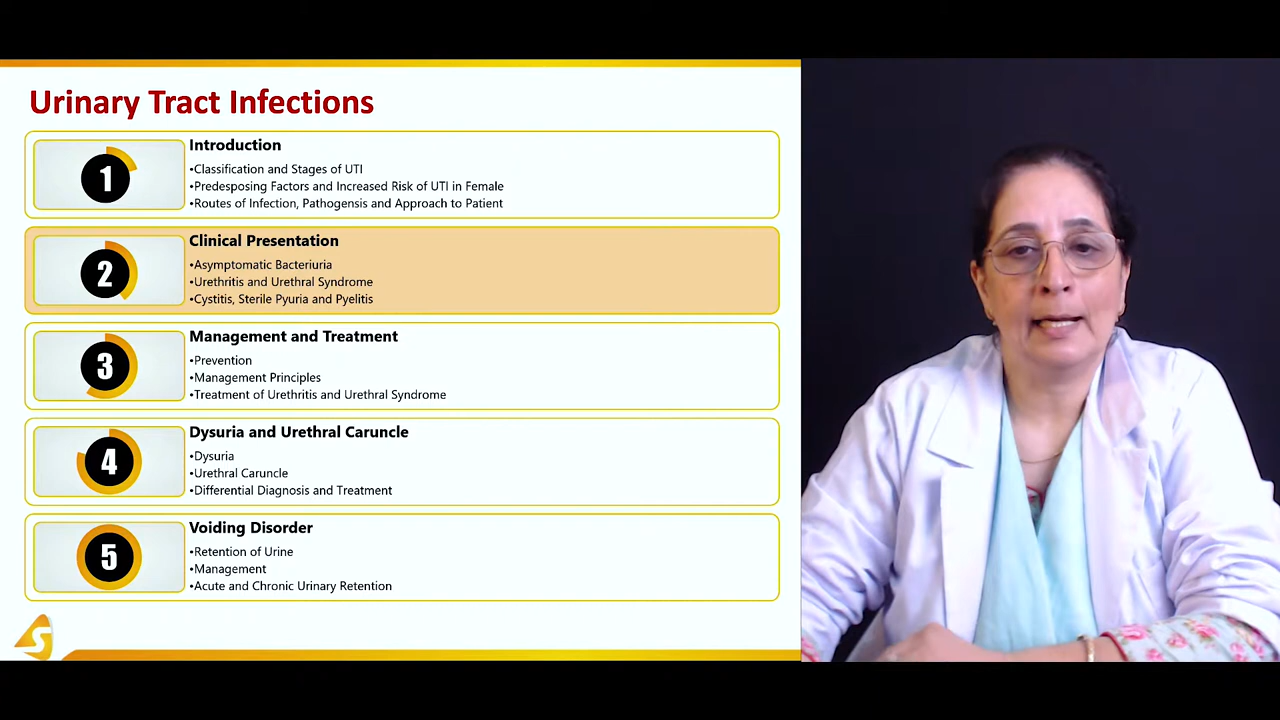 Urinary Tract Infections
1
Introduction
•Classification and Stages of UTI
•Predesposing Factors and Increased Risk of UTI in Female
•Routes of Infection, Pathogensis and Approach to Patient
2
Clinical Presentation
•Asymptomatic Bacteriuria
•Urethritis and Urethral Syndrome
•Cystitis, Sterile Pyuria and Pyelitis
3
Management and Treatment
•Prevention
•Management Principles
•Treatment of Urethritis and Urethral Syndrome
4
Dysuria and Urethral Caruncle
•Dysuria
•Urethral Caruncle
•Differential Diagnosis and Treatment
5
Voiding Disorder
•Retention of Urine
•Management
•Acute and Chronic Urinary Retention
S